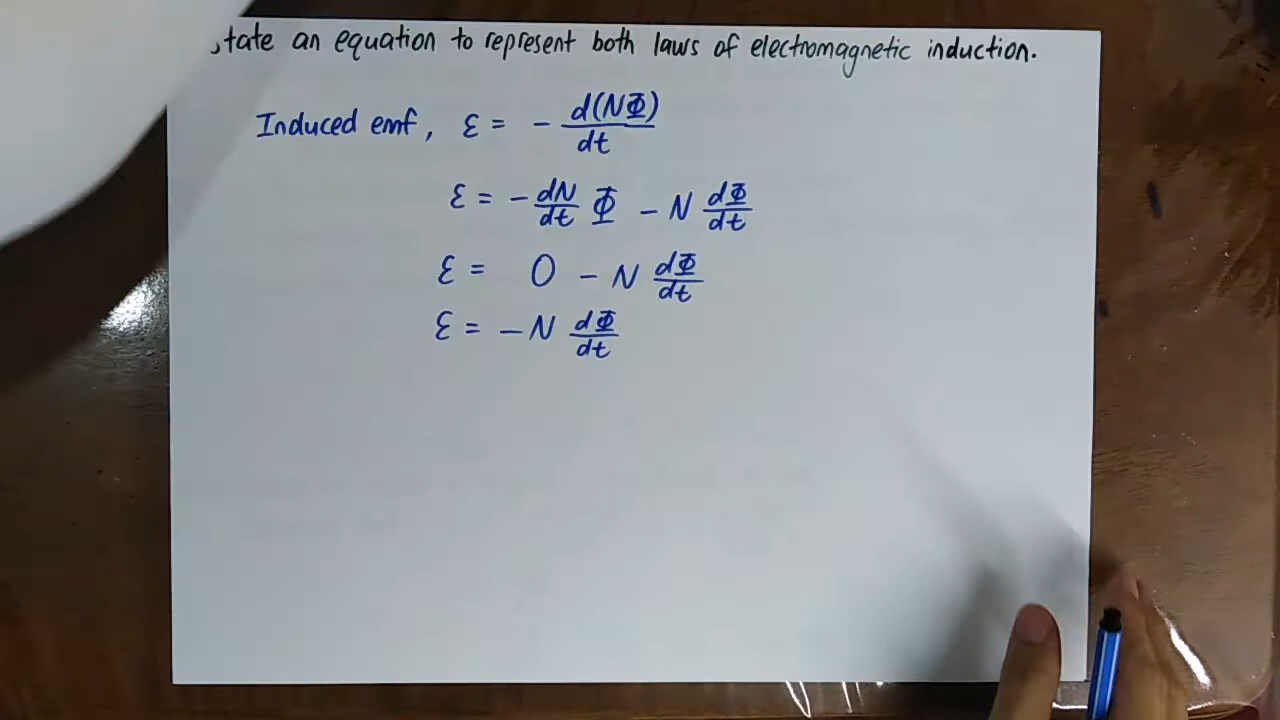 ,tate an equation to represent both laws of electromagnetic induction.
Induced emf, ε = - d(NΦ)/dt
ε = - dN/dt Φ - N dΦ/dt
ε = 0 - N dΦ/dt
ε = - N dΦ/dt